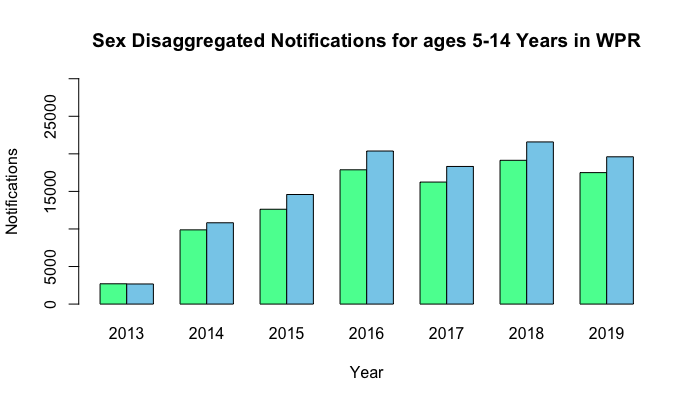 Sex Disaggregated Notifications for ages 5-14 Years in WPR
Notifications
25000
15000
5000
0
2013 2014 2015 2016 2017 2018 2019
Year